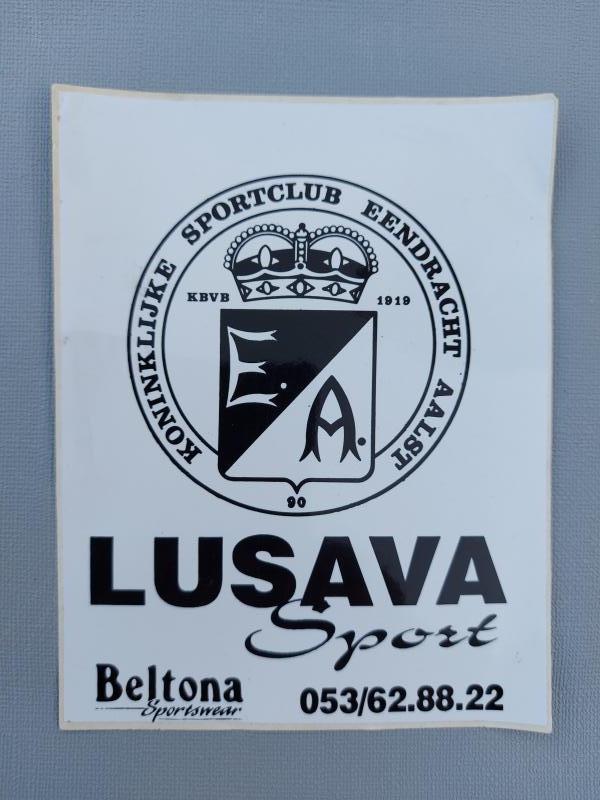 KONINKLIJKE SPORTCLUB EENDRACHT AALST
KBVB 1919
E.
A.
90
LUSAVA
Sport
Beltona
Sportswear
053/62.88.22